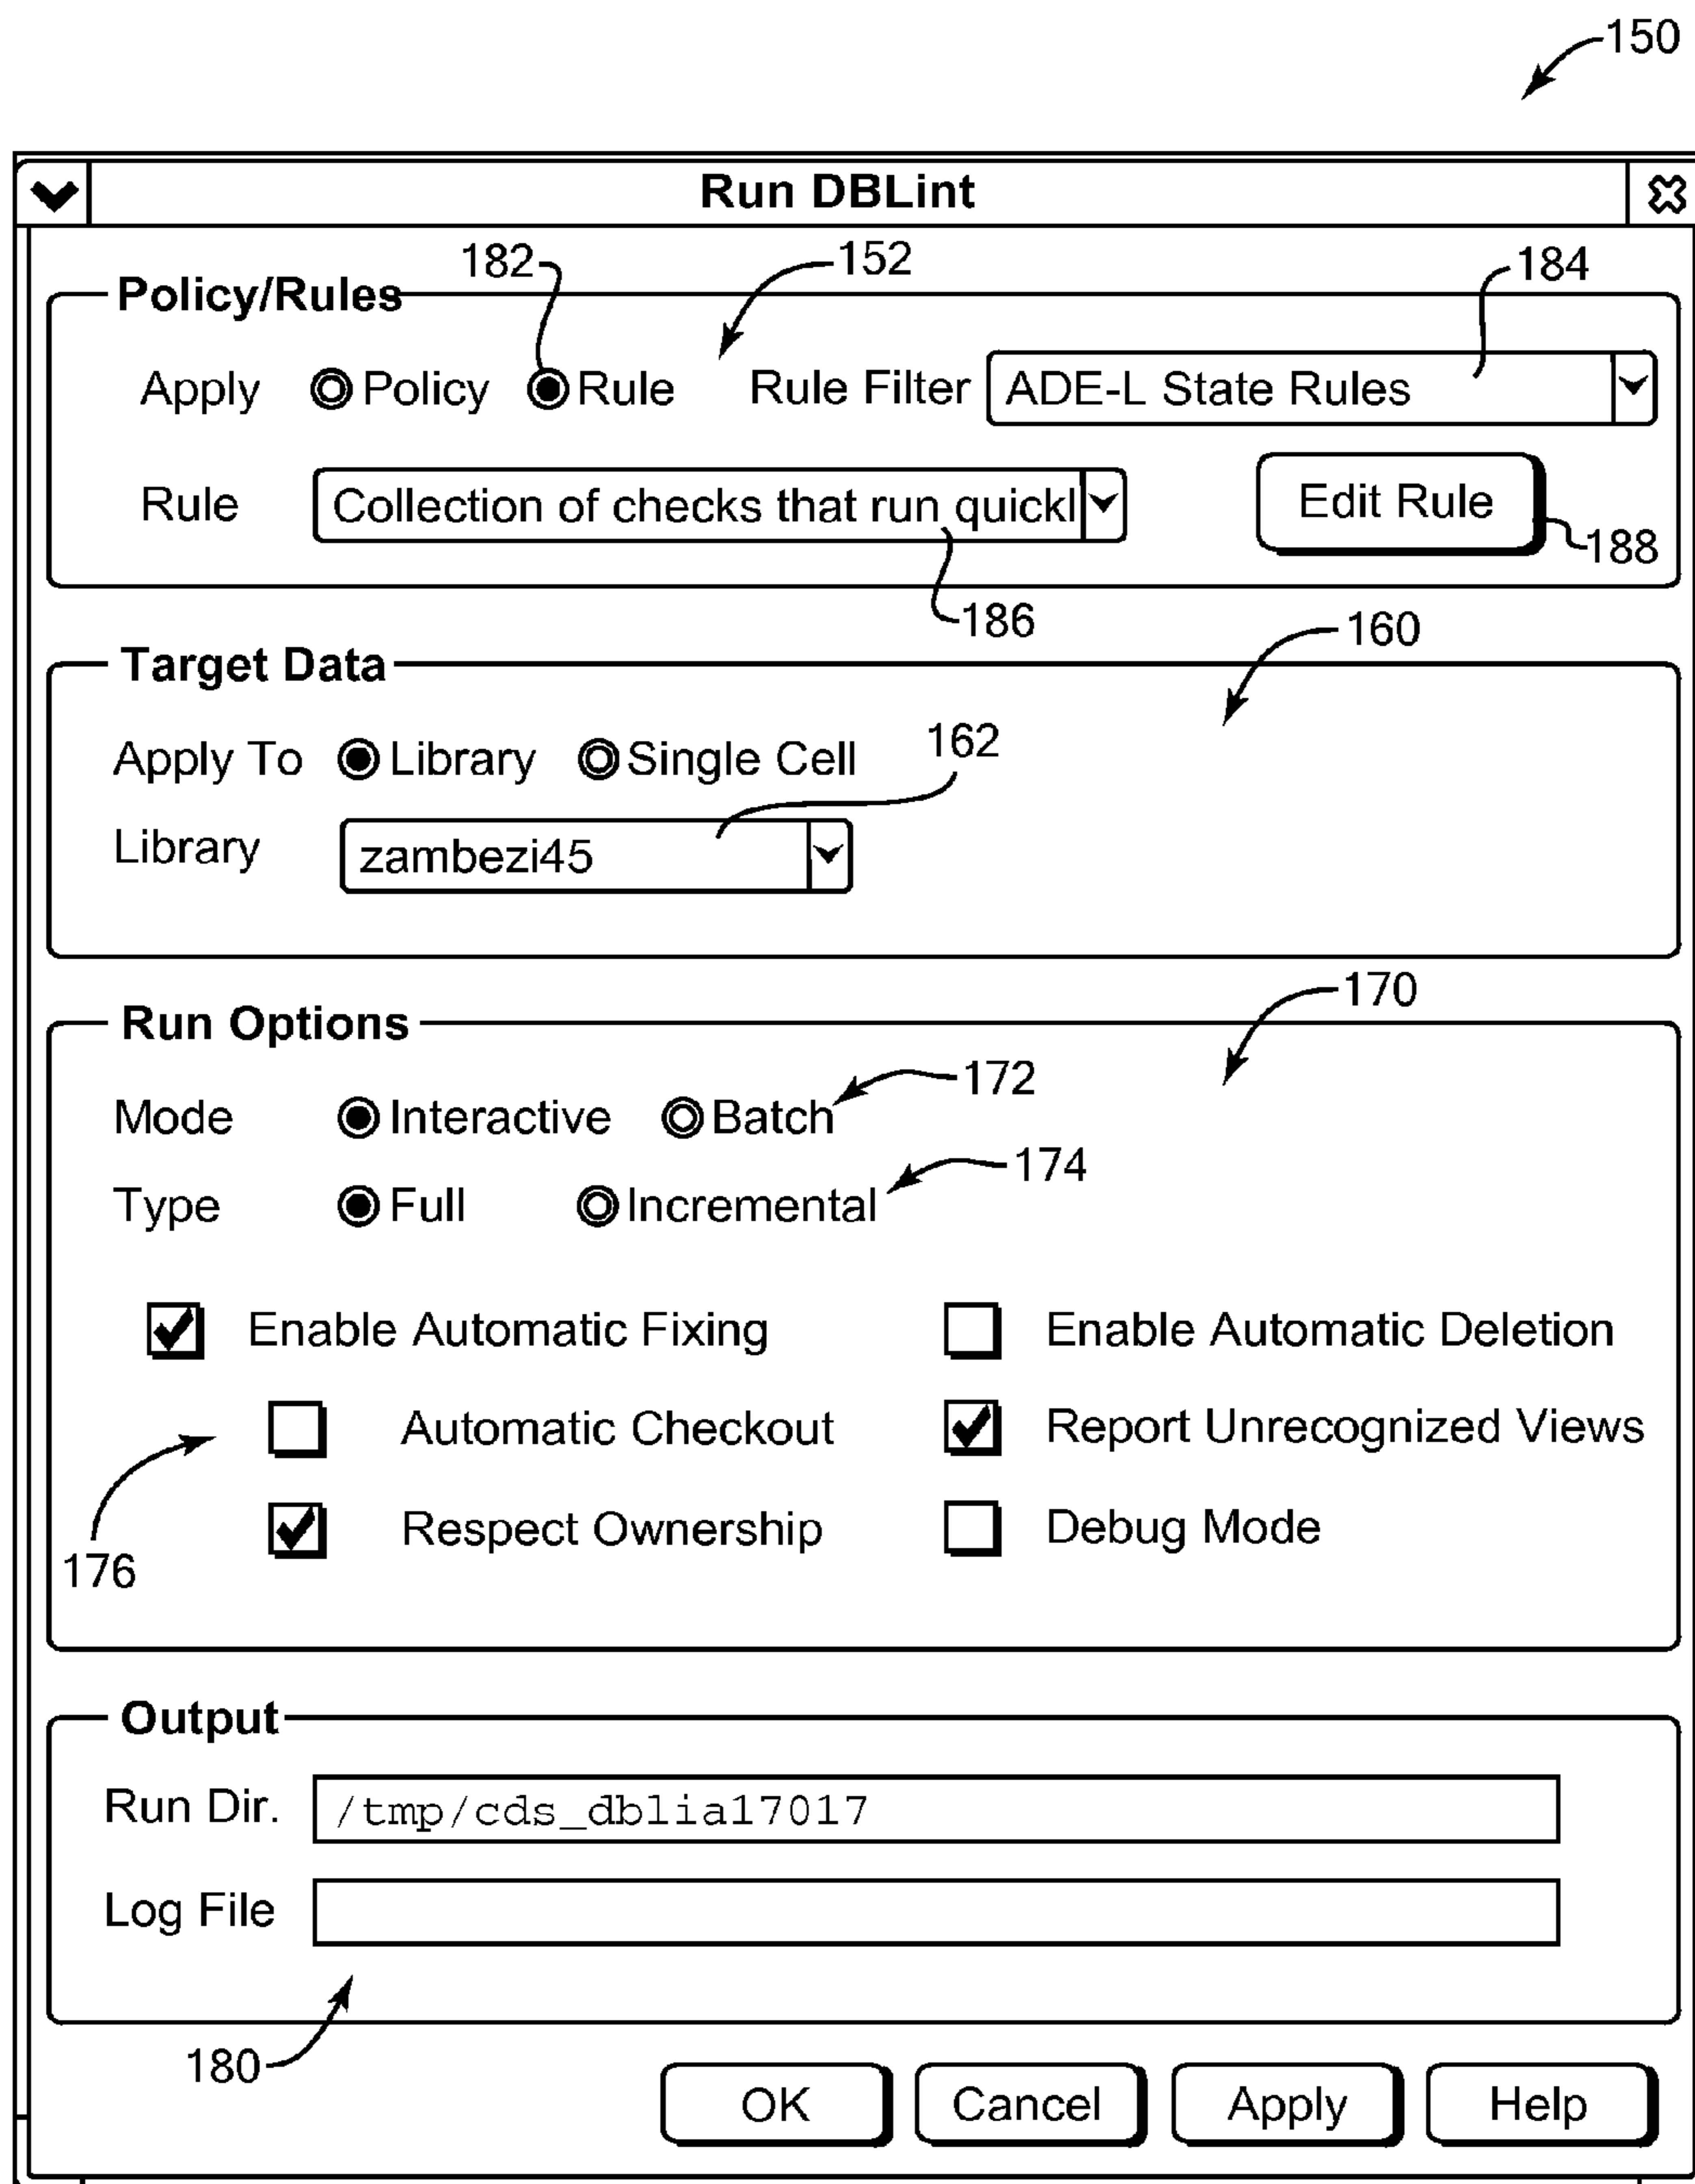 150
Run DBLint
182 152 184
Policy/Rules
Apply Policy Rule Rule Filter ADE-L State Rules
Rule Collection of checks that run quickl Edit Rule
188
186
160
Target Data
Apply To Library Single Cell 162
Library zambezi45
170
Run Options
172
Mode Interactive Batch
174
Type Full Incremental
Enable Automatic Fixing Enable Automatic Deletion
Automatic Checkout Report Unrecognized Views
Respect Ownership Debug Mode
176
Output
Run Dir. /tmp/cds_dblia17017
Log File
180
OK Cancel Apply Help